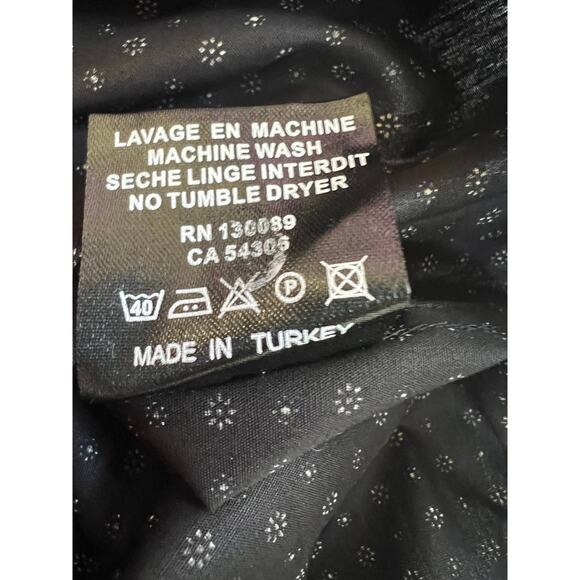 LAVAGE EN MACHINE
MACHINE WASH
SECHE LINGE INTERDIT
NO TUMBLE DRYER
RN 130089
CA 54306
40 P
MADE IN TURKEY